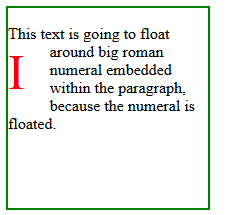 This text is going to float
I
around big roman
numeral embedded
within the paragraph,
because the numeral is
floated.